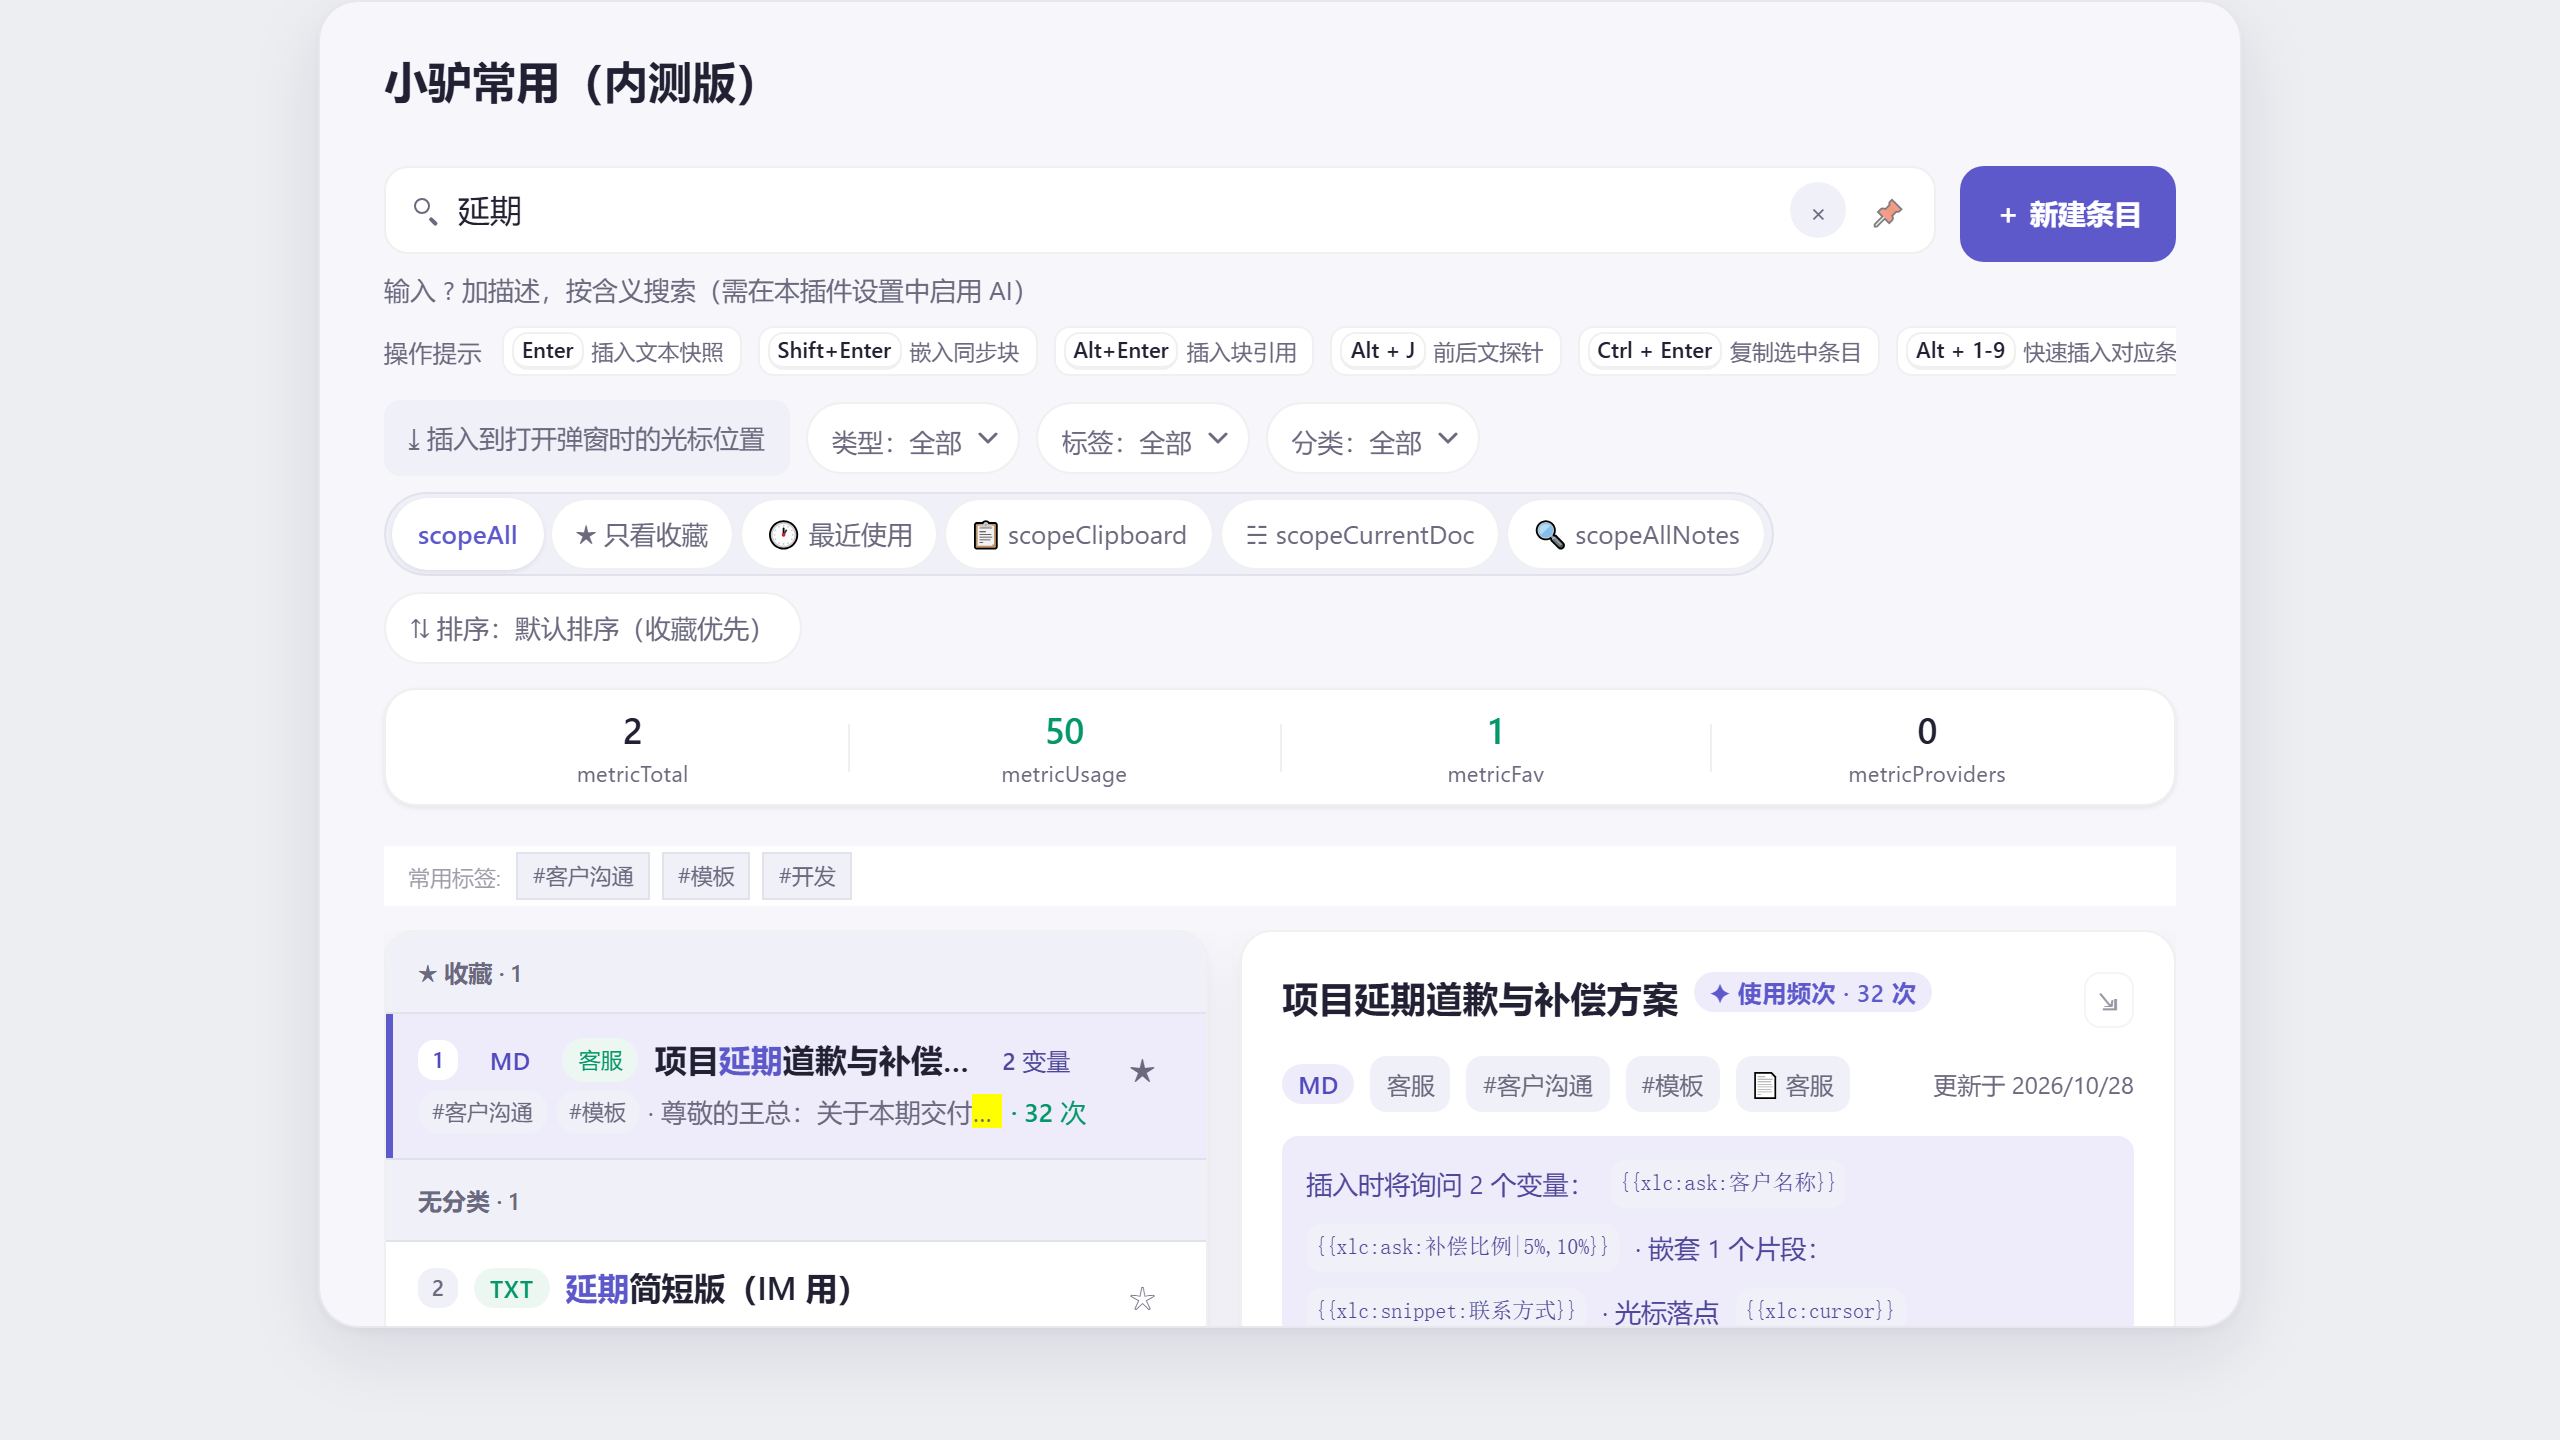 小驴常用（内测版）
延期
× 
+ 新建条目
输入 ? 加描述，按含义搜索（需在本插件设置中启用 AI）
操作提示 Enter 插入文本快照 Shift+Enter 嵌入同步块 Alt+Enter 插入块引用 Alt + J 前后文探针 Ctrl + Enter 复制选中条目 Alt + 1-9 快速插入对应条
⤓ 插入到打开弹窗时的光标位置 类型：全部 标签：全部 分类：全部
scopeAll ★ 只看收藏 最近使用 scopeClipboard ☵ scopeCurrentDoc scopeAllNotes
⇅ 排序：默认排序（收藏优先）
2 50 1 0
metricTotal metricUsage metricFav metricProviders
常用标签: #客户沟通 #模板 #开发
★ 收藏 · 1
1 MD 客服 项目延期道歉与补偿... 2 变量 ★
#客户沟通 #模板 · 尊敬的王总：关于本期交付... · 32 次
无分类 · 1
2 TXT 延期简短版（IM 用） ☆
项目延期道歉与补偿方案 ✦ 使用频次 · 32 次
MD 客服 #客户沟通 #模板 客服 更新于 2026/10/28
插入时将询问 2 个变量： {{xlc:ask:客户名称}}
{{xlc:ask:补偿比例|5%,10%}} · 嵌套 1 个片段：
{{xlc:snippet:联系方式}} · 光标落点 {{xlc:cursor}}